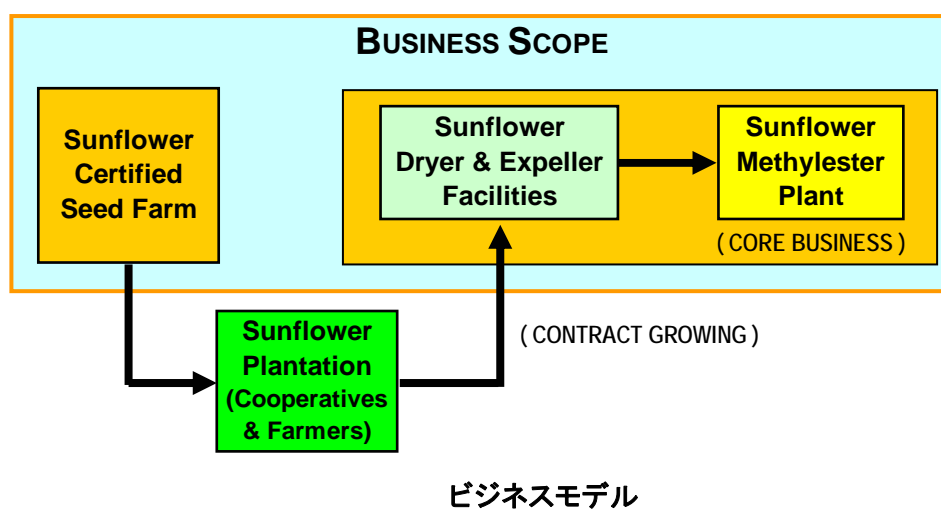 BUSINESS SCOPE
Sunflower
Certified
Seed Farm
Sunflower
Dryer & Expeller
Facilities
Sunflower
Methylester
Plant
( CORE BUSINESS )
Sunflower
Plantation
(Cooperatives
& Farmers)
( CONTRACT GROWING )
ビジネスモデル